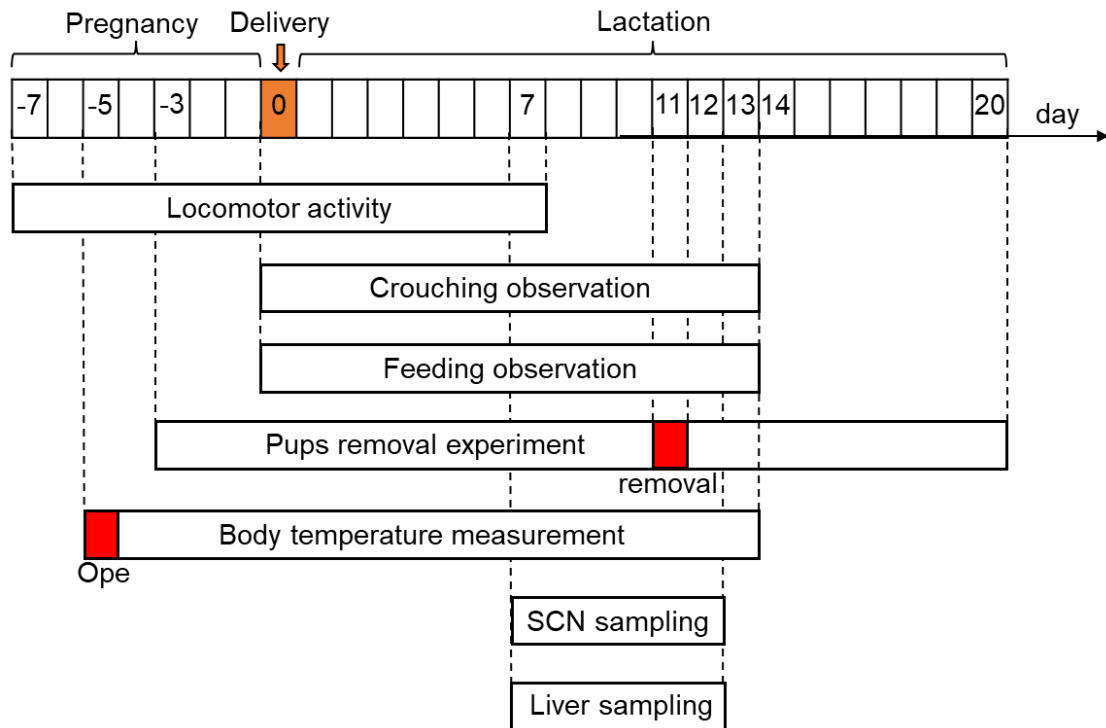 Pregnancy Delivery Lactation
-7 -5 -3 0 7 11 12 13 14 20
day
Locomotor activity
Crouching observation
Feeding observation
Pups removal experiment
removal
Body temperature measurement
Ope
SCN sampling
Liver sampling